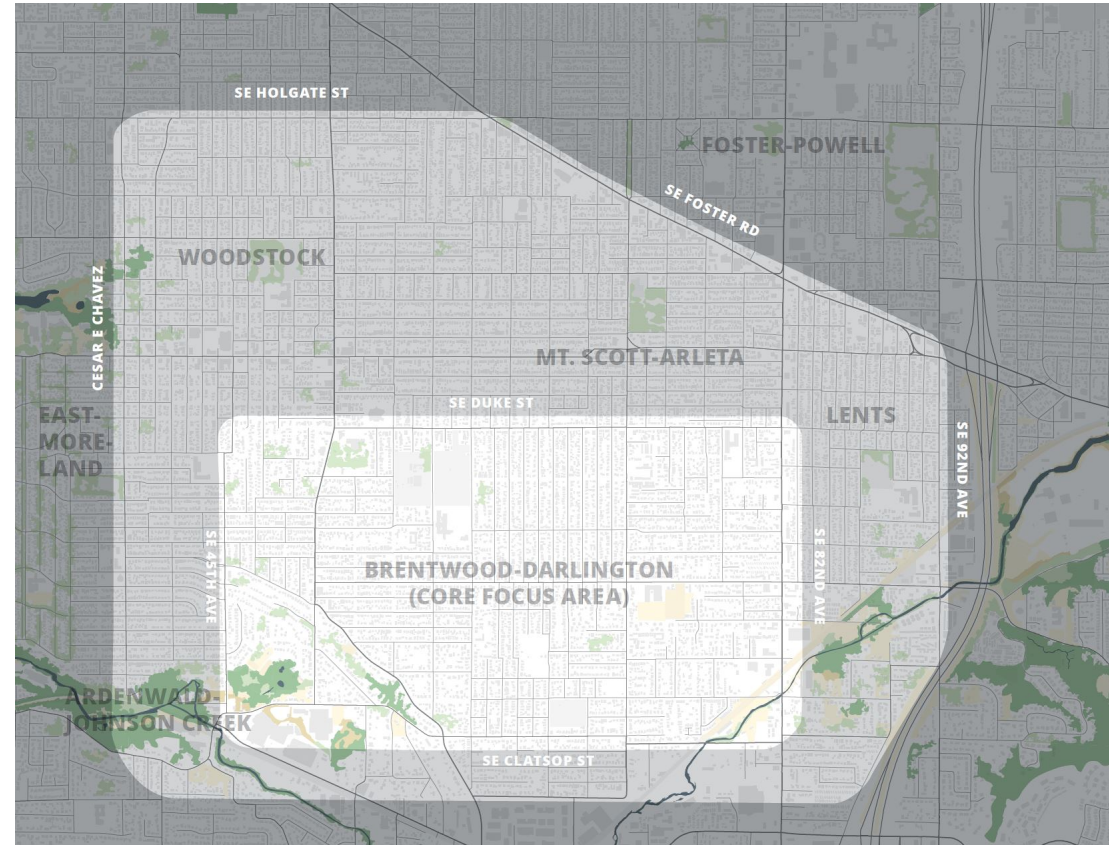 SE HOLGATE ST
FOSTER-POWELL
SE FOSTER RD
WOODSTOCK
CESAR E CHAVEZ
MT. SCOTT-ARLETA
SE DUKE ST
EAST-
MORE-
LAND
LENTS
SE 92ND AVE
SE 45TH AVE
BRENTWOOD-DARLINGTON
(CORE FOCUS AREA)
SE 82ND AVE
ARDENWALD-
JOHNSON CREEK
SE CLATSOP ST